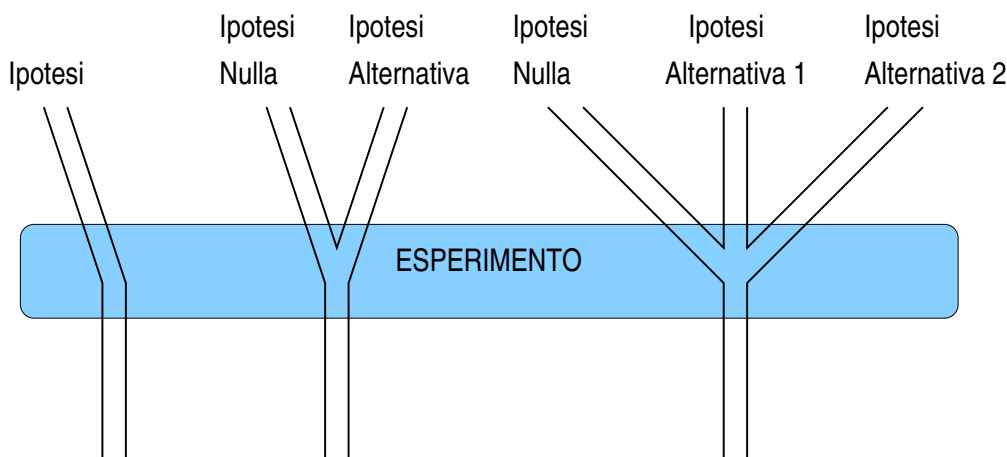 Ipotesi
Ipotesi
Nulla
Ipotesi
Alternativa
Ipotesi
Nulla
Ipotesi
Alternativa 1
Ipotesi
Alternativa 2
ESPERIMENTO